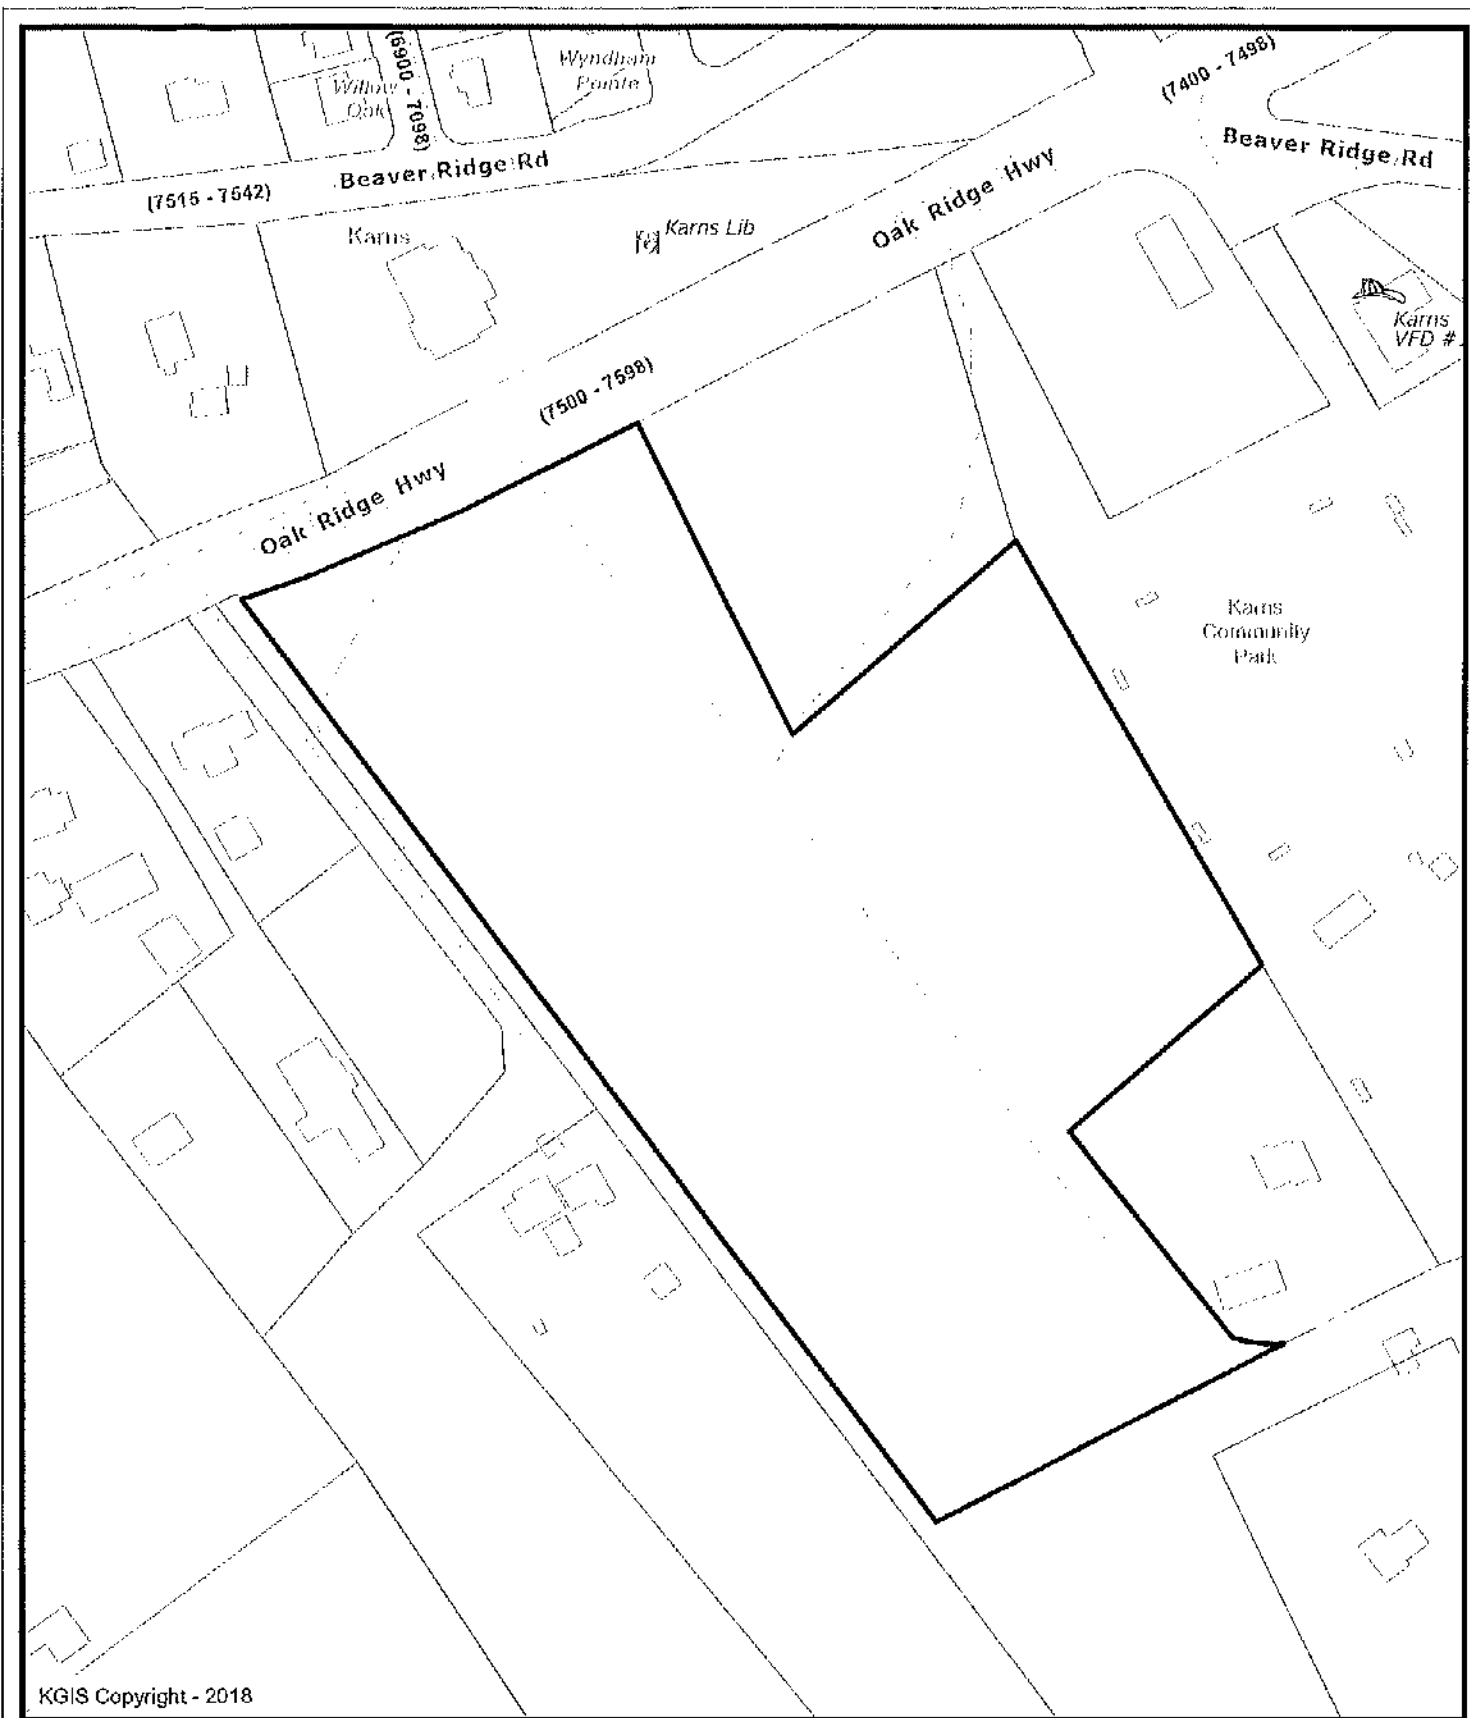 (6900 - 7098)
Wyndham
Pointe
Willow
Oak
(7400 - 7498)
Beaver Ridge Rd
Beaver Ridge Rd
(7515 - 7542)
Karns
Karns Lib
Oak Ridge Hwy
Karns
VFD #
(7500 - 7598)
Oak Ridge Hwy
Karns
Community
Park
KGIS Copyright - 2018